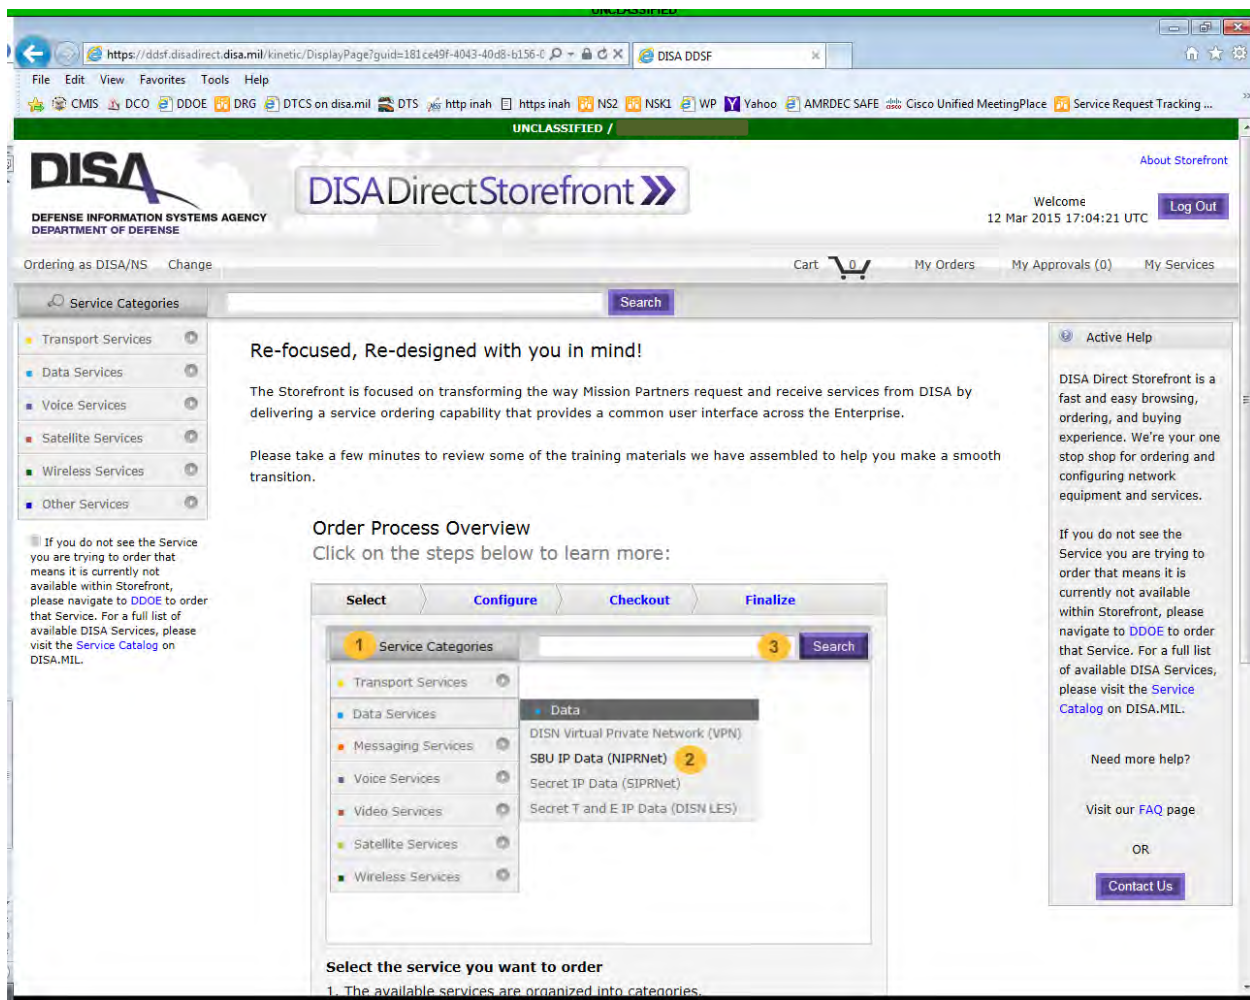 UNCLASSIFIED
https://ddsf.disadirect.disa.mil/kinetic/DisplayPage?guid=181ce49f-4043-40d8-b156-
DISA DDSF
File Edit View Favorites Tools Help
CMIS DCO DDOE DRG DTCS on disa.mil DTS http inah https inah NS2 NSK1 WP Yahoo AMRDEC SAFE Cisco Unified MeetingPlace Service Request Tracking ...
UNCLASSIFIED /
DISA
DEFENSE INFORMATION SYSTEMS AGENCY
DEPARTMENT OF DEFENSE
DISADirectStorefront
About Storefront
Welcome
12 Mar 2015 17:04:21 UTC
Log Out
Ordering as DISA/NS Change
Cart 0 My Orders My Approvals (0) My Services
Service Categories
Search
Transport Services
Data Services
Voice Services
Satellite Services
Wireless Services
Other Services
If you do not see the Service
you are trying to order that
means it is currently not
available within Storefront,
please navigate to DDOE to order
that Service. For a full list of
available DISA Services, please
visit the Service Catalog on
DISA.MIL.
Re-focused, Re-designed with you in mind!
The Storefront is focused on transforming the way Mission Partners request and receive services from DISA by
delivering a service ordering capability that provides a common user interface across the Enterprise.
Please take a few minutes to review some of the training materials we have assembled to help you make a smooth
transition.
Order Process Overview
Click on the steps below to learn more:
Select Configure Checkout Finalize
1 Service Categories
3 Search
Transport Services
Data Services
Messaging Services
Voice Services
Video Services
Satellite Services
Wireless Services
Data
DISN Virtual Private Network (VPN)
SBU IP Data (NIPRNet) 2
Secret IP Data (SIPRNet)
Secret T and E IP Data (DISN LES)
Select the service you want to order
1. The available services are organized into categories.
Active Help
DISA Direct Storefront is a
fast and easy browsing,
ordering, and buying
experience. We're your one
stop shop for ordering and
configuring network
equipment and services.
If you do not see the
Service you are trying to
order that means it is
currently not available
within Storefront, please
navigate to DDOE to order
that Service. For a full list
of available DISA Services,
please visit the Service
Catalog on DISA.MIL.
Need more help?
Visit our FAQ page
OR
Contact Us